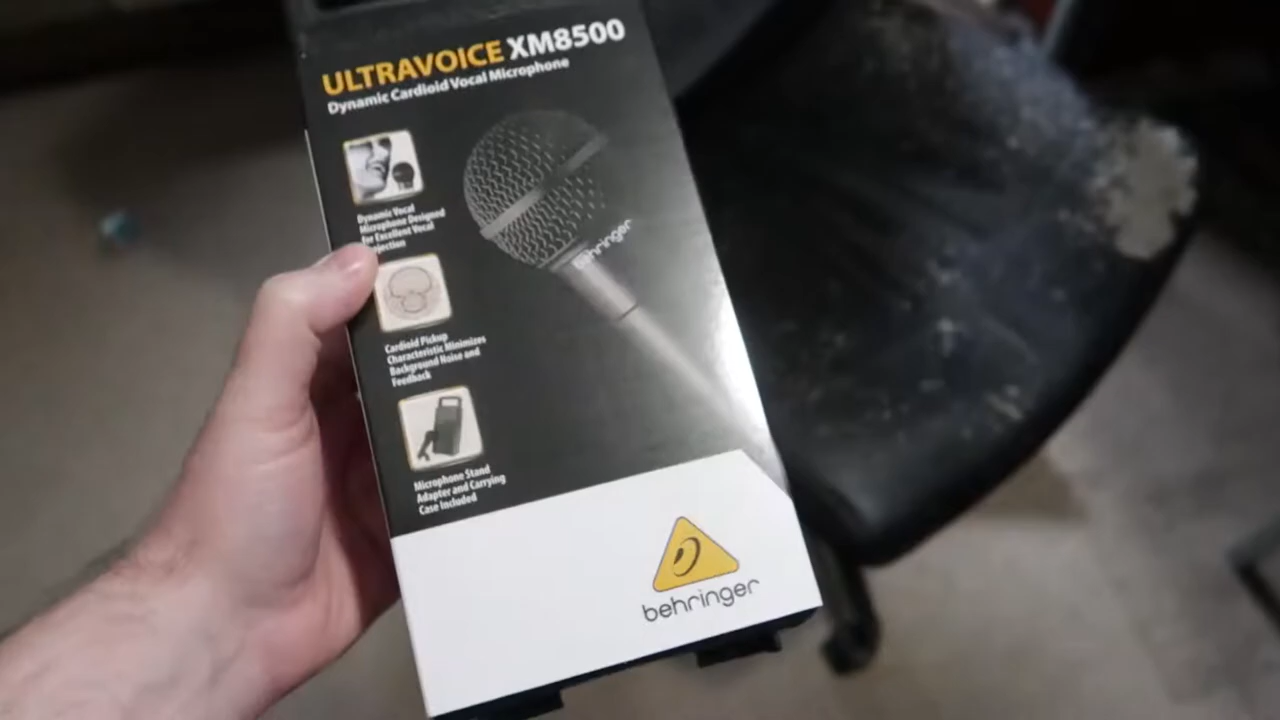 ULTRAVOICE XM8500
Dynamic Cardioid Vocal Microphone
Dynamic Vocal
Microphone Designed
for Excellent Vocal
behringer
Cardioid Pickup
Characteristic Minimizes
Background Noise and
Feedback
Microphone Stand
Adapter and Carrying
Case Included
behringer